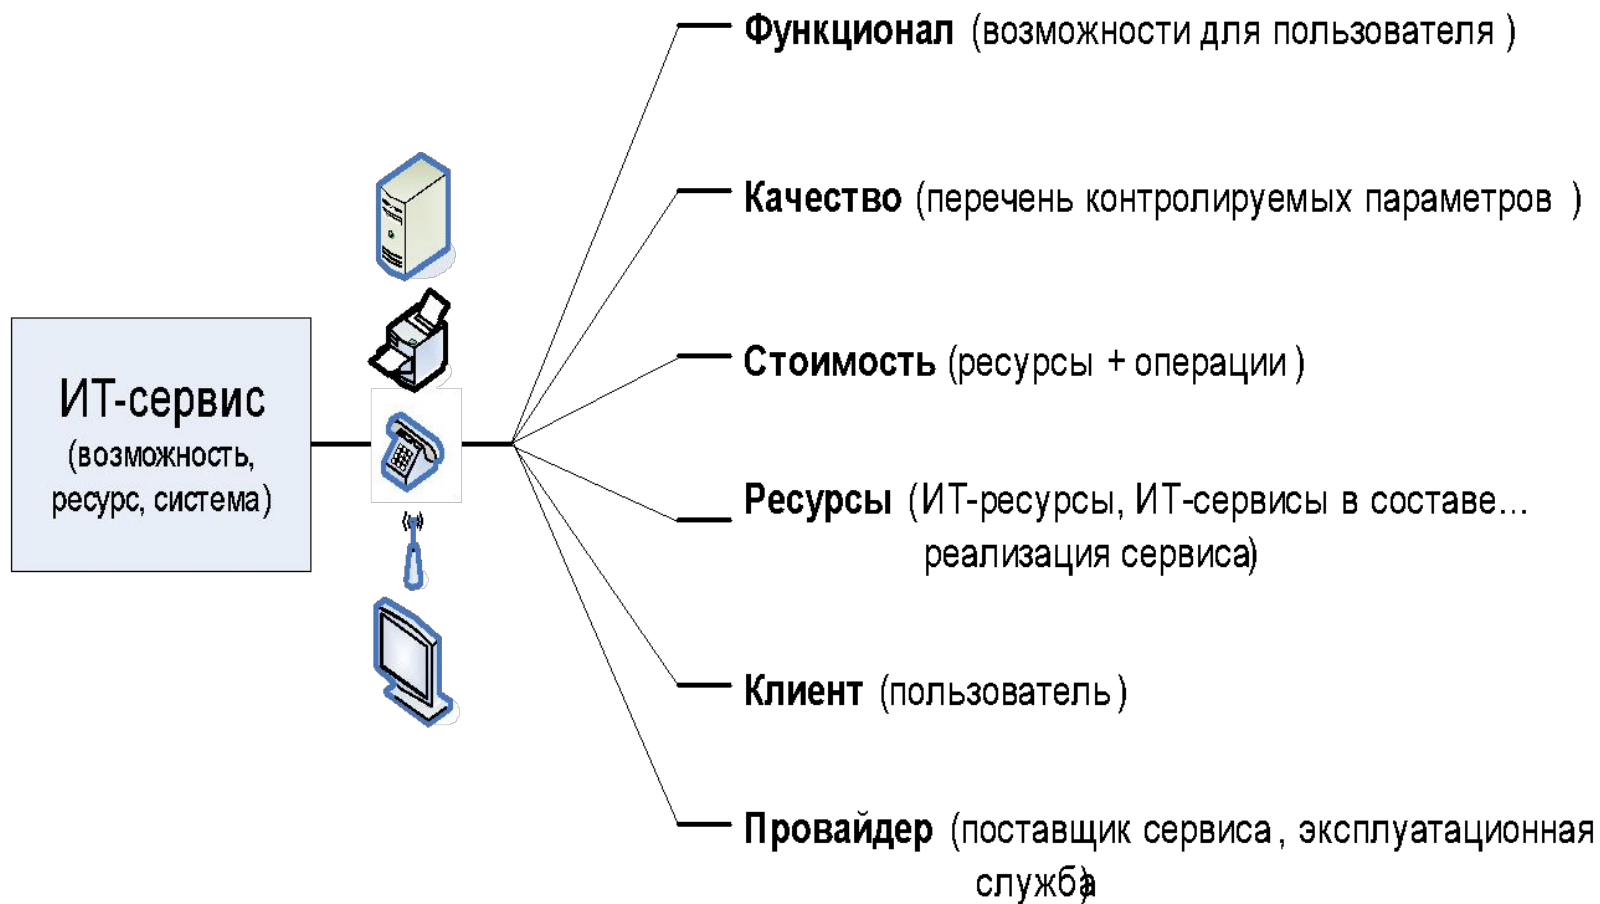 Функционал (возможности для пользователя )
Качество (перечень контролируемых параметров )
Стоимость (ресурсы + операции )
ИТ-сервис
(возможность,
ресурс, система)
Ресурсы (ИТ-ресурсы, ИТ-сервисы в составе...
реализация сервиса)
Клиент (пользователь )
Провайдер (поставщик сервиса , эксплуатационная
служба)